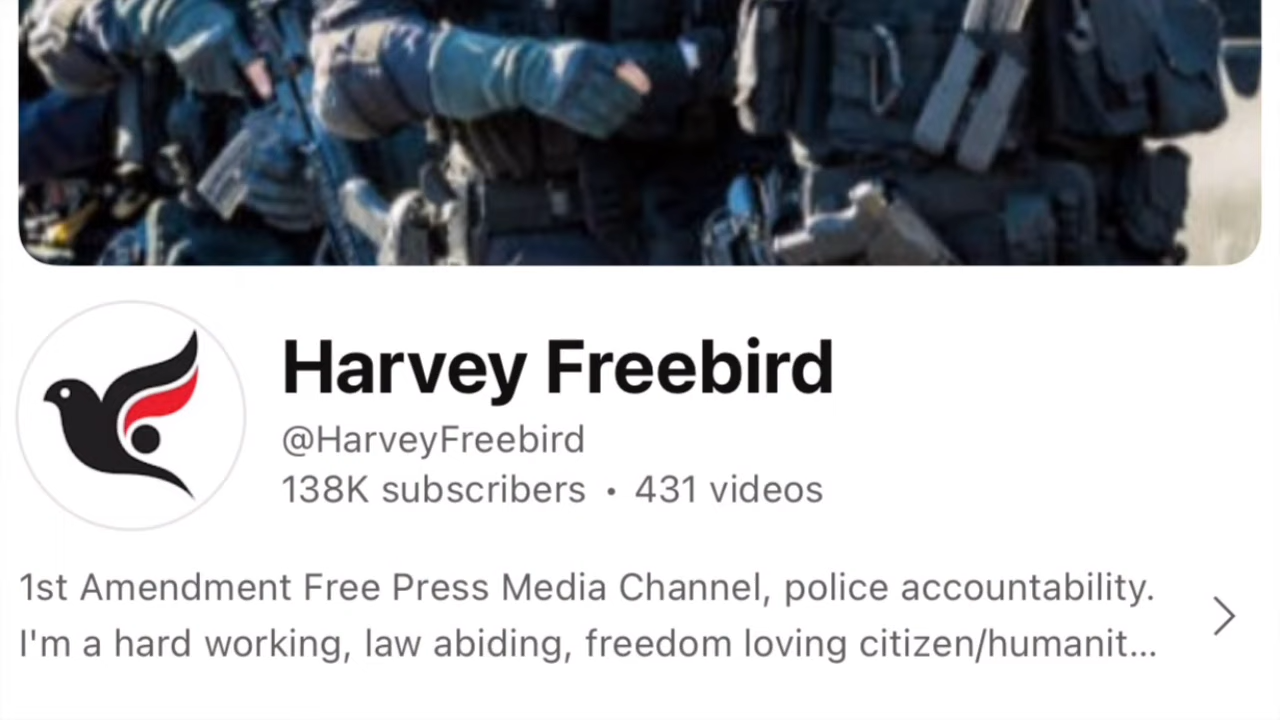 Harvey Freebird
@HarveyFreebird
138K subscribers • 431 videos
1st Amendment Free Press Media Channel, police accountability.
I'm a hard working, law abiding, freedom loving citizen/humanit...